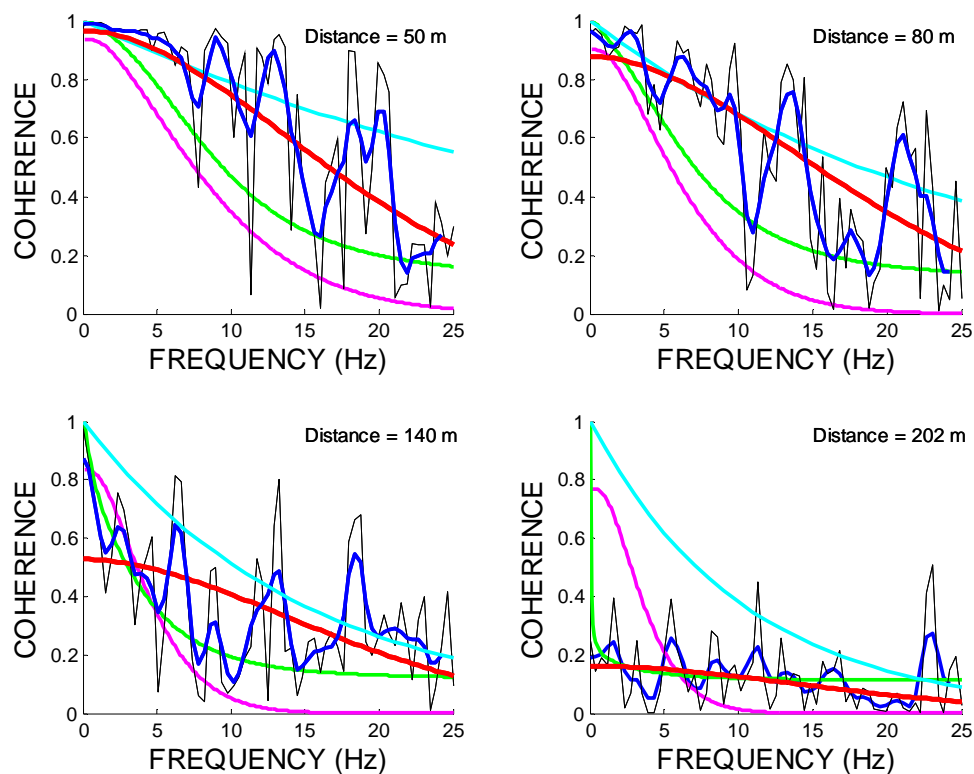 Distance = 50 m
COHERENCE
1
0.8
0.6
0.4
0.2
0
0 5 10 15 20 25
FREQUENCY (Hz)
Distance = 80 m
COHERENCE
1
0.8
0.6
0.4
0.2
0
0 5 10 15 20 25
FREQUENCY (Hz)
Distance = 140 m
COHERENCE
1
0.8
0.6
0.4
0.2
0
0 5 10 15 20 25
FREQUENCY (Hz)
Distance = 202 m
COHERENCE
1
0.8
0.6
0.4
0.2
0
0 5 10 15 20 25
FREQUENCY (Hz)